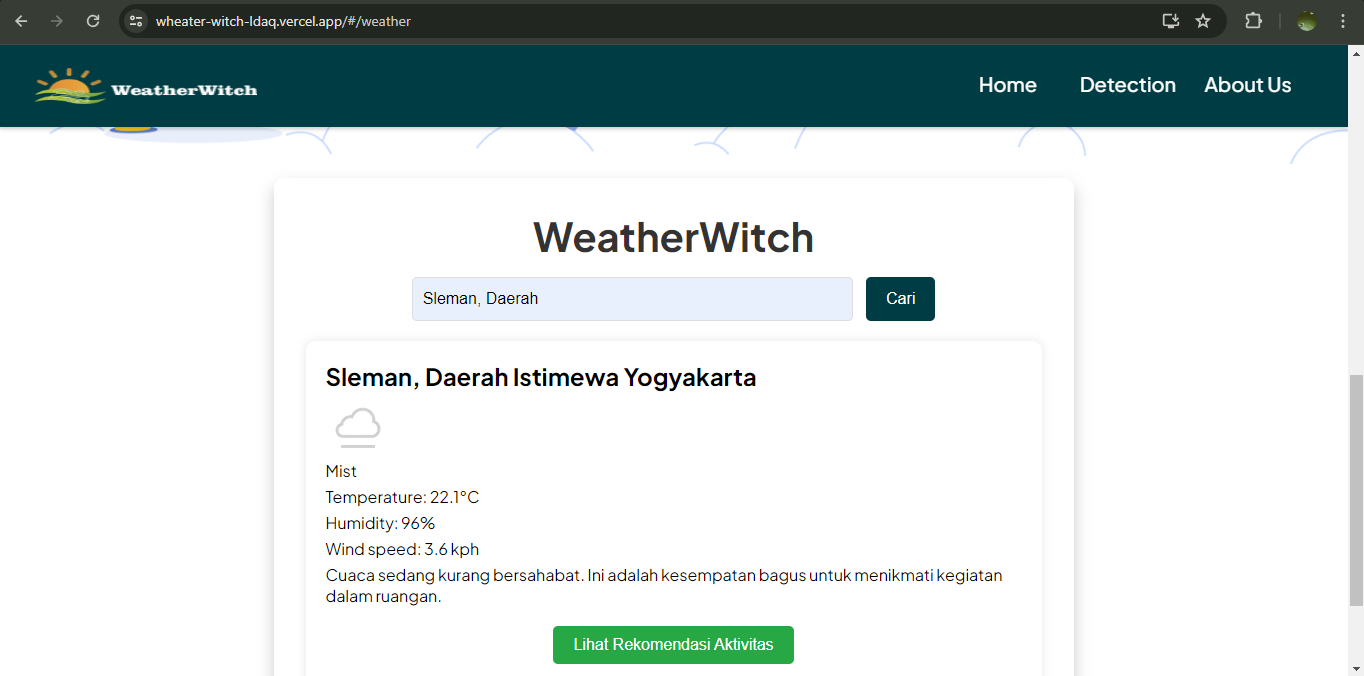 wheater-witch-ldaq.vercel.app/#/weather
WeatherWitch
Home Detection About Us
WeatherWitch
Sleman, Daerah
Cari
Sleman, Daerah Istimewa Yogyakarta
Mist
Temperature: 22.1°C
Humidity: 96%
Wind speed: 3.6 kph
Cuaca sedang kurang bersahabat. Ini adalah kesempatan bagus untuk menikmati kegiatan
dalam ruangan.
Lihat Rekomendasi Aktivitas